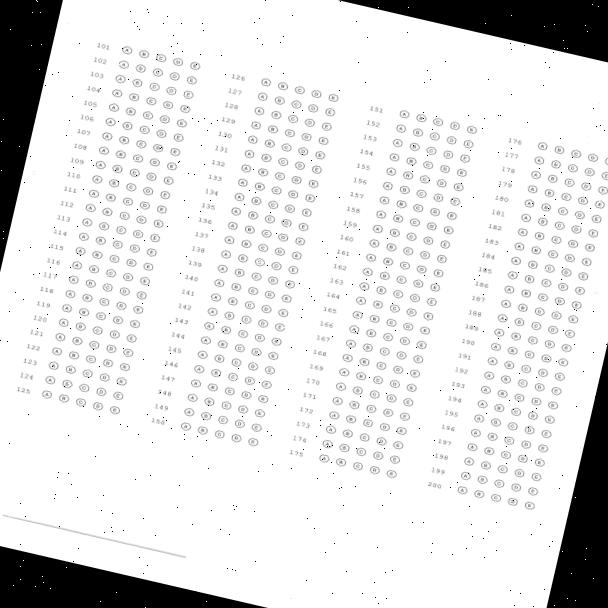 101 A B C D E
102 A B C D E
103 A B C D E
104 A B C D E
105 A B C D E
106 A B C D E
107 A B C D E
108 A B C D E
109 A B C D E
110 A B C D E
111 A B C D E
112 A B C D E
113 A B C D E
114 A B C D E
115 A B C D E
116 A B C D E
117 A B C D E
118 A B C D E
119 A B C D E
120 A B C D E
121 A B C D E
122 A B C D E
123 A B C D E
124 A B C D E
125 A B C D E
126 A B C D E
127 A B C D E
128 A B C D E
129 A B C D E
130 A B C D E
131 A B C D E
132 A B C D E
133 A B C D E
134 A B C D E
135 A B C D E
136 A B C D E
137 A B C D E
138 A B C D E
139 A B C D E
140 A B C D E
141 A B C D E
142 A B C D E
143 A B C D E
144 A B C D E
145 A B C D E
146 A B C D E
147 A B C D E
148 A B C D E
149 A B C D E
150 A B C D E
151 A B C D E
152 A B C D E
153 A B C D E
154 A B C D E
155 A B C D E
156 A B C D E
157 A B C D E
158 A B C D E
159 A B C D E
160 A B C D E
161 A B C D E
162 A B C D E
163 A B C D E
164 A B C D E
165 A B C D E
166 A B C D E
167 A B C D E
168 A B C D E
169 A B C D E
170 A B C D E
171 A B C D E
172 A B C D E
173 A B C D E
174 A B C D E
175 A B C D E
176 A B C D E
177 A B C D E
178 A B C D E
179 A B C D E
180 A B C D E
181 A B C D E
182 A B C D E
183 A B C D E
184 A B C D E
185 A B C D E
186 A B C D E
187 A B C D E
188 A B C D E
189 A B C D E
190 A B C D E
191 A B C D E
192 A B C D E
193 A B C D E
194 A B C D E
195 A B C D E
196 A B C D E
197 A B C D E
198 A B C D E
199 A B C D E
200 A B C D E